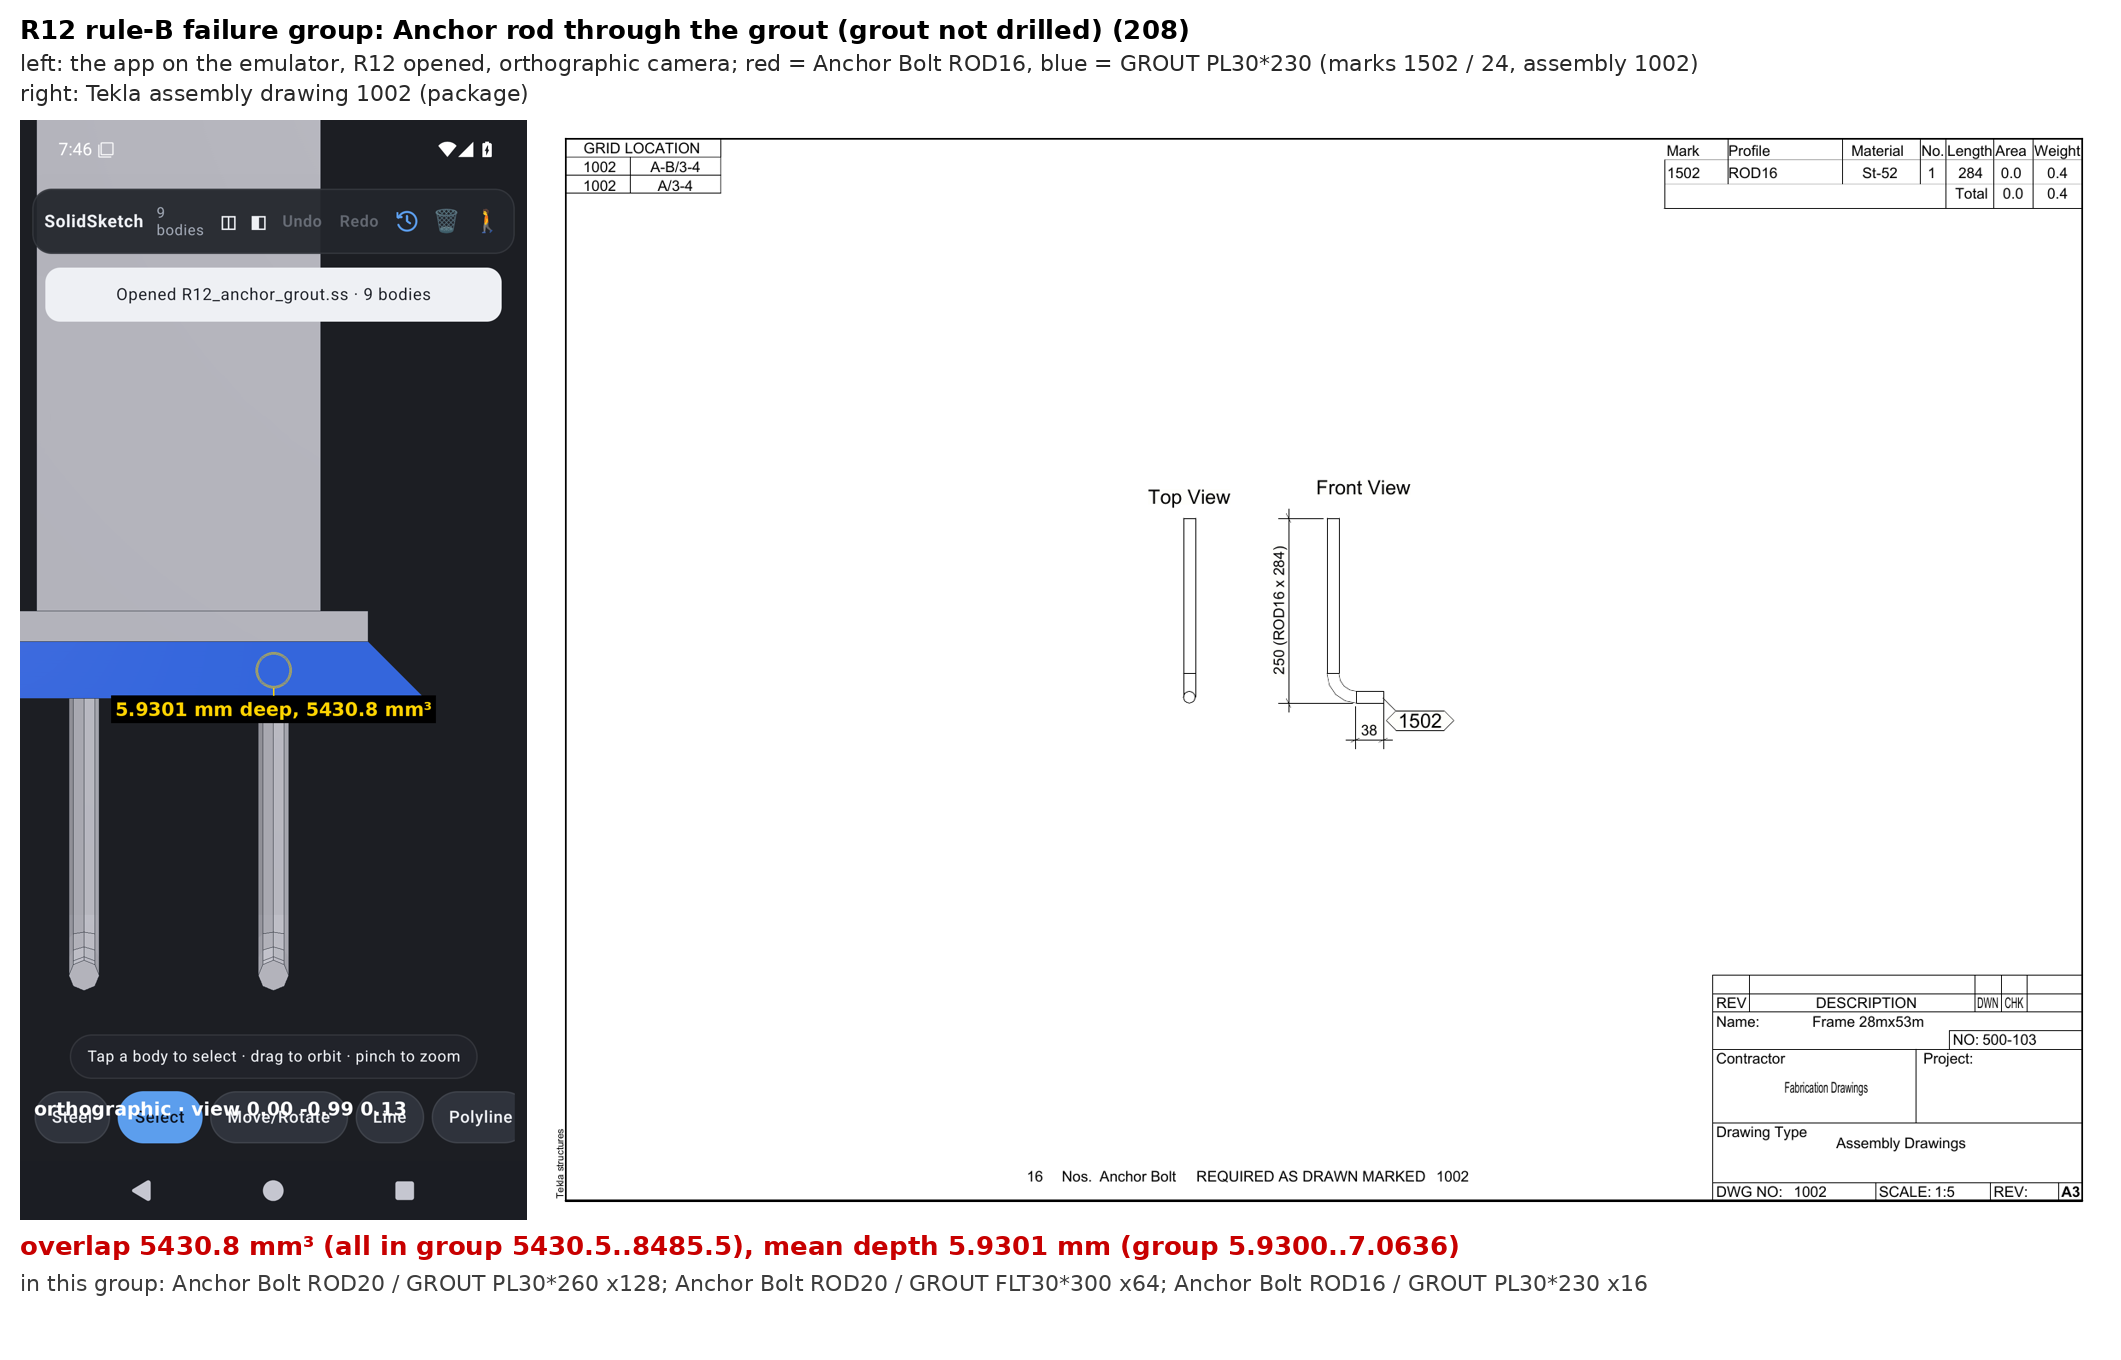 R12 rule-B failure group: Anchor rod through the grout (grout not drilled) (208)
left: the app on the emulator, R12 opened, orthographic camera; red = Anchor Bolt ROD16, blue = GROUT PL30*230 (marks 1502 / 24, assembly 1002)
right: Tekla assembly drawing 1002 (package)
7:46
SolidSketch 9 bodies Undo Redo
Opened R12_anchor_grout.ss · 9 bodies
5.9301 mm deep, 5430.8 mm³
Tap a body to select · drag to orbit · pinch to zoom
orthographic · view 0.00 -0.99 0.13
Steel Select Move/Rotate Line Polyline
GRID LOCATION
1002 A-B/3-4
1002 A/3-4
Mark Profile Material No. Length Area Weight
1502 ROD16 St-52 1 284 0.0 0.4
Total 0.0 0.4
Top View
Front View
250 (ROD16 x 284)
38
1502
REV DESCRIPTION DWN CHK
Name: Frame 28mx53m
NO: 500-103
Contractor Project:
Fabrication Drawings
Drawing Type
Assembly Drawings
DWG NO: 1002 SCALE: 1:5 REV: A3
16 Nos. Anchor Bolt REQUIRED AS DRAWN MARKED 1002
Tekla structures
overlap 5430.8 mm³ (all in group 5430.5..8485.5), mean depth 5.9301 mm (group 5.9300..7.0636)
in this group: Anchor Bolt ROD20 / GROUT PL30*260 x128; Anchor Bolt ROD20 / GROUT FLT30*300 x64; Anchor Bolt ROD16 / GROUT PL30*230 x16